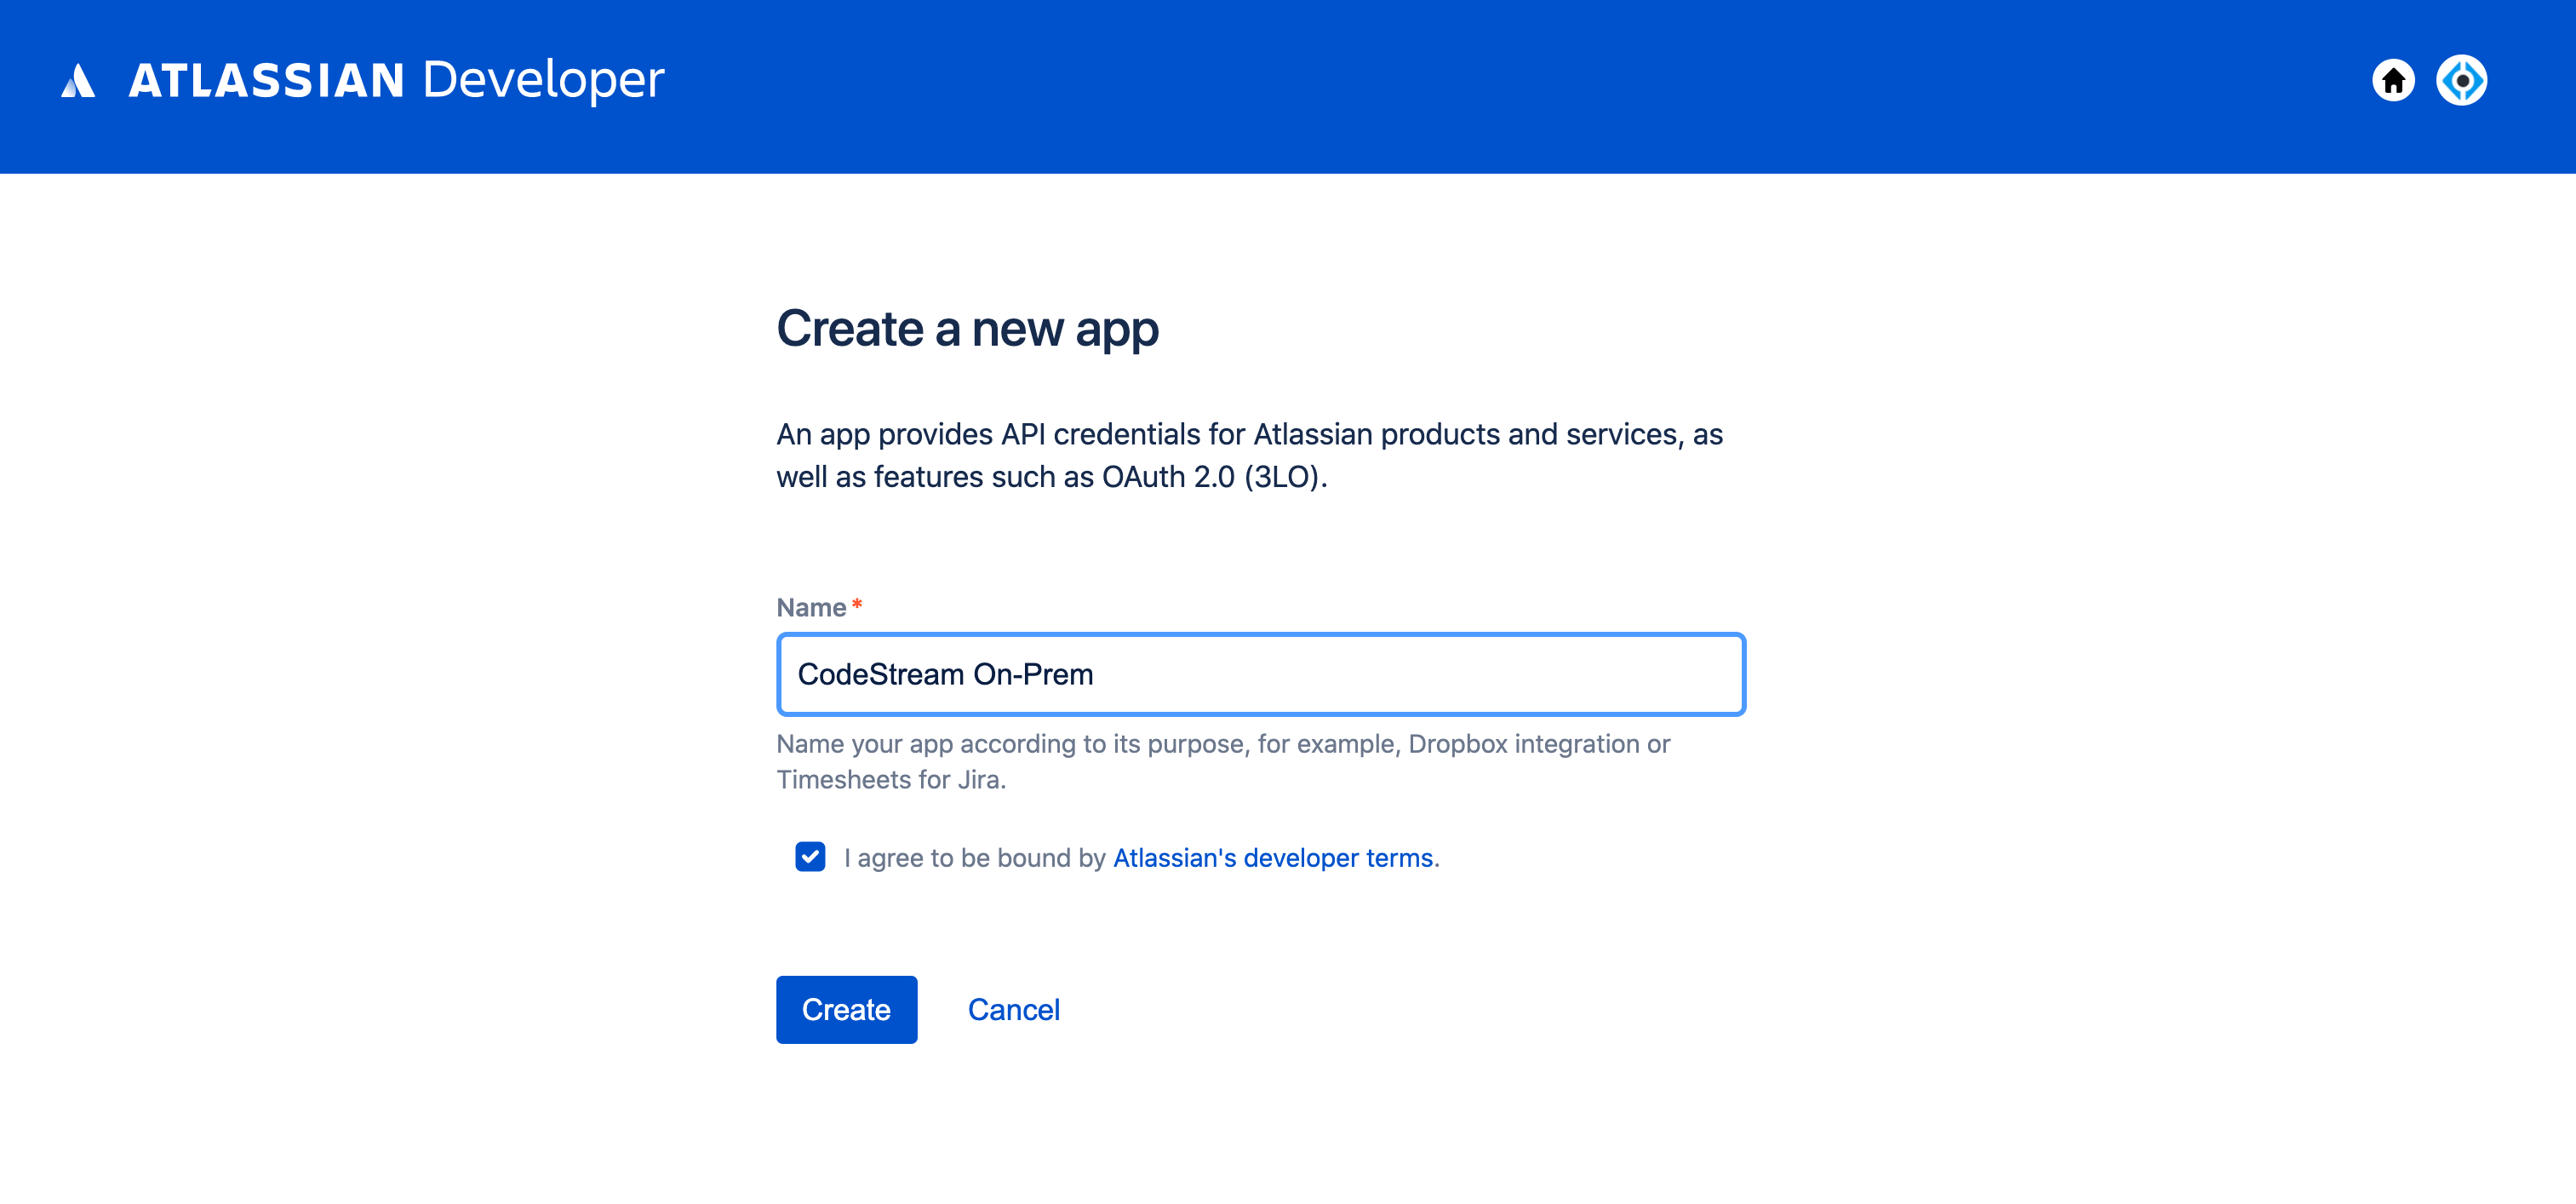 ATLASSIAN Developer
Create a new app
An app provides API credentials for Atlassian products and services, as
well as features such as OAuth 2.0 (3LO).
Name *
CodeStream On-Prem
Name your app according to its purpose, for example, Dropbox integration or
Timesheets for Jira.
I agree to be bound by Atlassian's developer terms.
Create Cancel